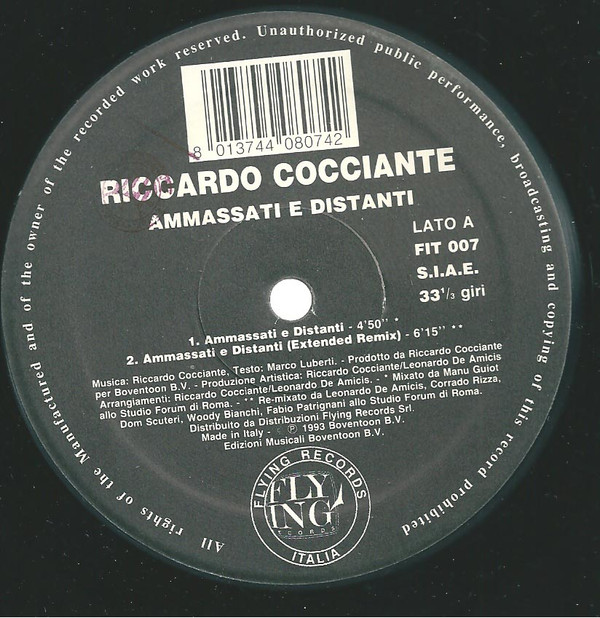 All rights of the Manufactured and of the owner of the recorded work reserved. Unauthorized public performance, broadcasting and copying of this record prohibited
8 013744 080742
RICCARDO COCCIANTE
AMMASSATI E DISTANTI
LATO A
FIT 007
S.I.A.E.
33 1/3 giri
1. Ammassati e Distanti - 4'50'' *
2. Ammassati e Distanti (Extended Remix) - 6'15'' **
Musica: Riccardo Cocciante, Testo: Marco Luberti. - Prodotto da Riccardo Cocciante
per Boventoon B.V. - Produzione Artistica: Riccardo Cocciante/Leonardo De Amicis
Arrangiamenti: Riccardo Cocciante/Leonardo De Amicis. - * Mixato da Manu Guiot
allo Studio Forum di Roma. - ** Re-mixato da Leonardo De Amicis, Corrado Rizza,
Dom Scuteri, Woody Bianchi, Fabio Patrignani allo Studio Forum di Roma.
Distribuito da Distribuzioni Flying Records Srl.
Made in Italy - Ⓟ 1993 Boventoon B.V.
Edizioni Musicali Boventoon B.V.
FLYING RECORDS
FLY
ING
RECORDS
ITALIA